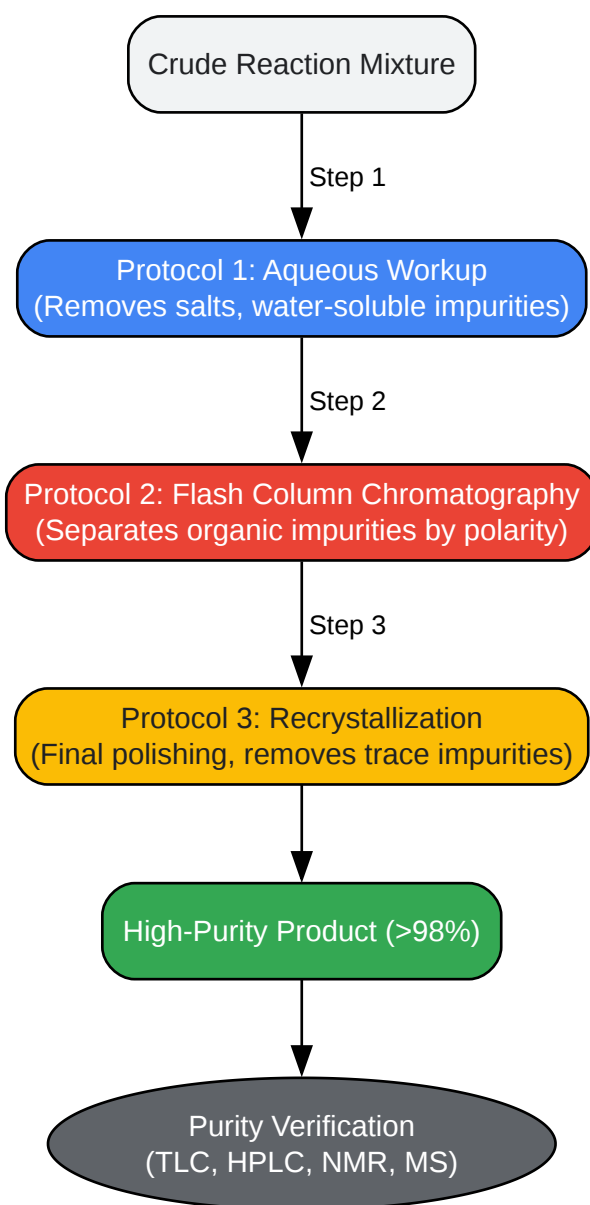 Crude Reaction Mixture
Step 1
Protocol 1: Aqueous Workup
(Removes salts, water-soluble impurities)
Step 2
Protocol 2: Flash Column Chromatography
(Separates organic impurities by polarity)
Step 3
Protocol 3: Recrystallization
(Final polishing, removes trace impurities)
High-Purity Product (>98%)
Purity Verification
(TLC, HPLC, NMR, MS)